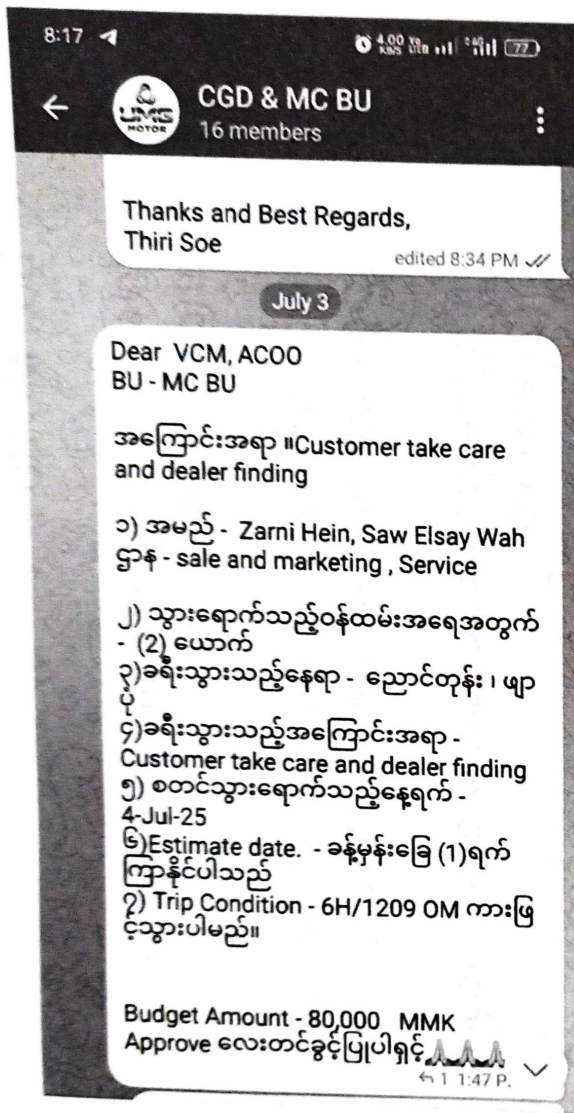 8:17
4.00 KB/S
4G
77
UMG
MOTOR
CGD & MC BU
16 members
Thanks and Best Regards,
Thiri Soe
edited 8:34 PM
July 3
Dear VCM, ACOO
BU - MC BU
အကြောင်းအရာ ။Customer take care
and dealer finding
၁) အမည် - Zarni Hein, Saw Elsay Wah
ဌာန - sale and marketing , Service
၂) သွားရောက်သည့်ဝန်ထမ်းအရေအတွက်
- (2) ယောက်
၃)ခရီးသွားသည့်နေရာ - ညောင်တုန်း ၊ ဖျာ
ပုံ
၄)ခရီးသွားသည့်အကြောင်းအရာ -
Customer take care and dealer finding
၅) စတင်သွားရောက်သည့်နေ့ရက် -
4-Jul-25
၆)Estimate date. - ခန့်မှန်းခြေ (1)ရက်
ကြာနိုင်ပါသည်
၇) Trip Condition - 6H/1209 OM ကားဖြ
င့်သွားပါမည်။
Budget Amount - 80,000 MMK
Approve လေးတင်ခွင့်ပြုပါရှင့်🙏🙏🙏
1 1:47 P.